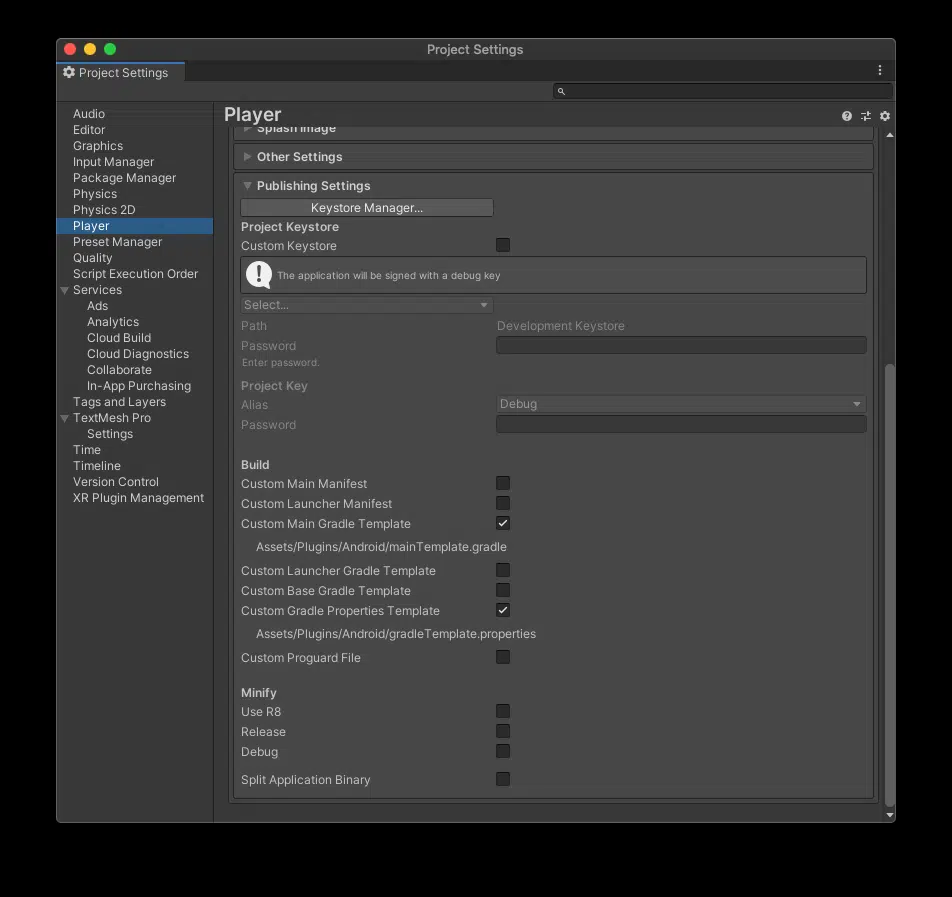 Project Settings
Project Settings
Audio
Editor
Graphics
Input Manager
Package Manager
Physics
Physics 2D
Player
Preset Manager
Quality
Script Execution Order
Services
Ads
Analytics
Cloud Build
Cloud Diagnostics
Collaborate
In-App Purchasing
Tags and Layers
TextMesh Pro
Settings
Time
Timeline
Version Control
XR Plugin Management
Player
Splash Image
Other Settings
Publishing Settings
Keystore Manager...
Project Keystore
Custom Keystore
The application will be signed with a debug key
Select...
Path Development Keystore
Password
Enter password.
Project Key
Alias Debug
Password
Build
Custom Main Manifest
Custom Launcher Manifest
Custom Main Gradle Template
Assets/Plugins/Android/mainTemplate.gradle
Custom Launcher Gradle Template
Custom Base Gradle Template
Custom Gradle Properties Template
Assets/Plugins/Android/gradleTemplate.properties
Custom Proguard File
Minify
Use R8
Release
Debug
Split Application Binary